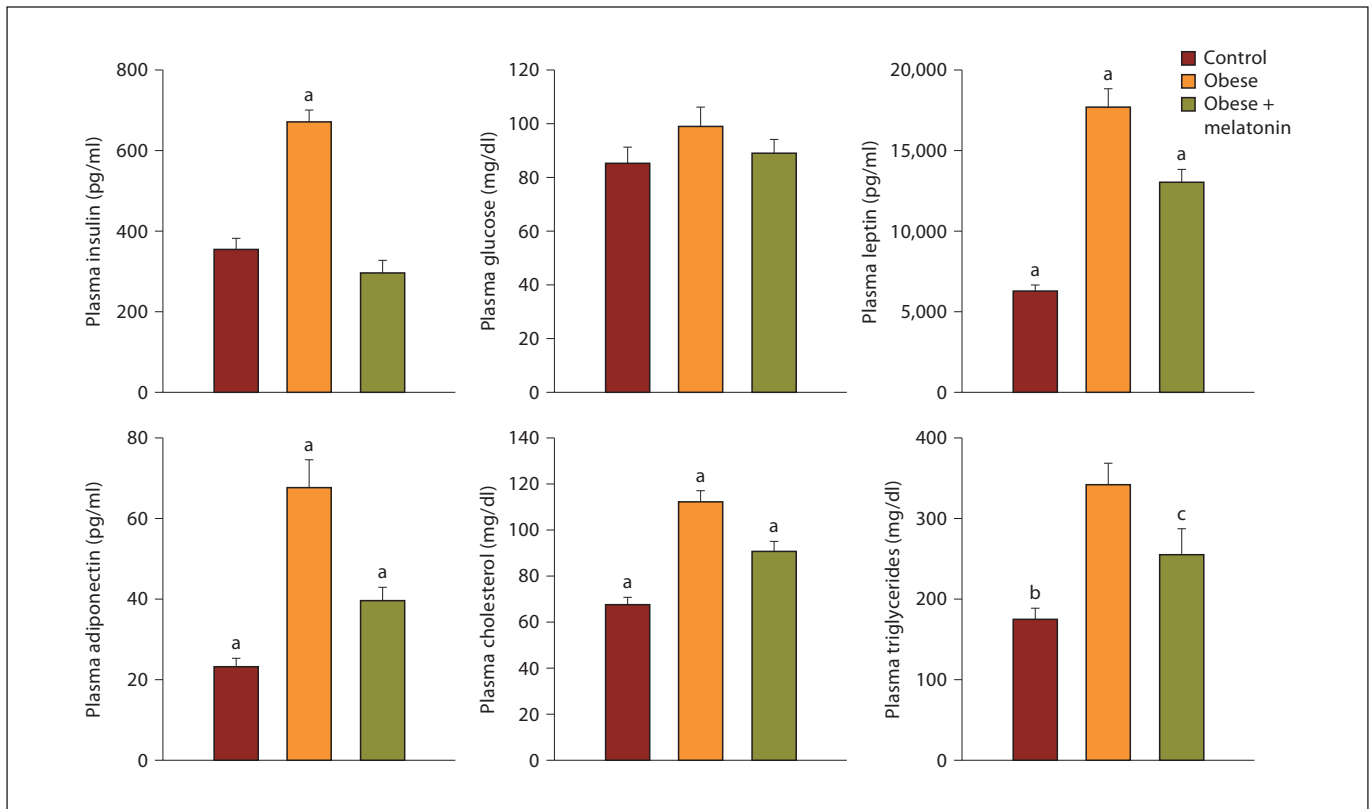 Control
Obese
Obese +
melatonin
Plasma insulin (pg/ml)
800
600
400
200
0
a
Plasma glucose (mg/dl)
120
100
80
60
40
20
0
Plasma leptin (pg/ml)
20,000
15,000
10,000
5,000
0
a
a
a
Plasma adiponectin (pg/ml)
80
60
40
20
0
a
a
a
Plasma cholesterol (mg/dl)
140
120
100
80
60
40
20
0
a
a
a
Plasma triglycerides (mg/dl)
400
300
200
100
0
b
c